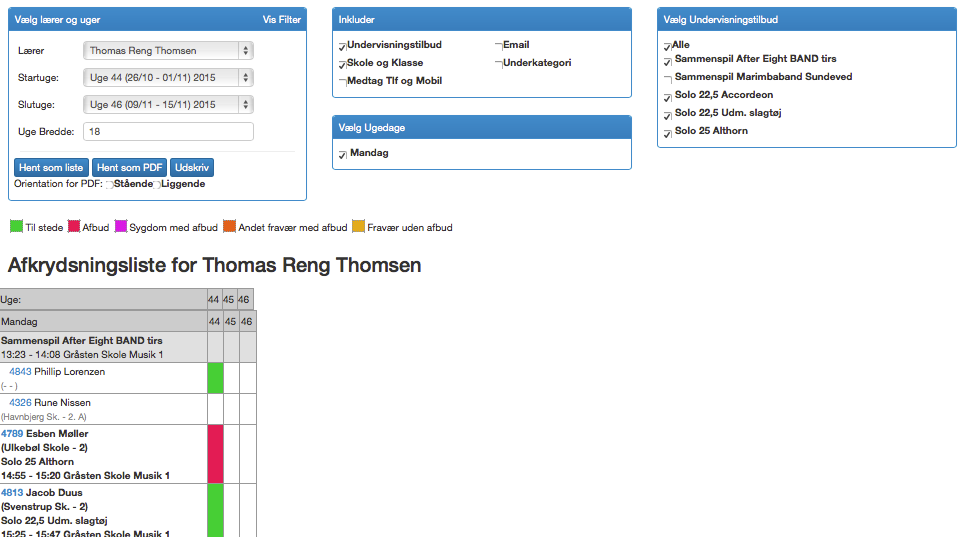 Vælg lærer og uger
Vis Filter
Lærer
Thomas Reng Thomsen
Startuge:
Uge 44 (26/10 - 01/11) 2015
Slutuge:
Uge 46 (09/11 - 15/11) 2015
Uge Bredde:
18
Hent som liste
Hent som PDF
Udskriv
Orientation for PDF: Stående Liggende
Inkluder
Undervisningstilbud
Email
Skole og Klasse
Underkategori
Medtag Tlf og Mobil
Vælg Ugedage
Mandag
Vælg Undervisningstilbud
Alle
Sammenspil After Eight BAND tirs
Sammenspil Marimbaband Sundeved
Solo 22,5 Accordeon
Solo 22,5 Udm. slagtøj
Solo 25 Althorn
Til stede
Afbud
Sygdom med afbud
Andet fravær med afbud
Fravær uden afbud
Afkrydsningsliste for Thomas Reng Thomsen
Uge: 44 45 46
Mandag 44 45 46
Sammenspil After Eight BAND tirs
13:23 - 14:08 Gråsten Skole Musik 1
4843 Phillip Lorenzen
(- - )
4326 Rune Nissen
(Havnbjerg Sk. - 2. A)
4789 Esben Møller
(Ulkebøl Skole - 2)
Solo 25 Althorn
14:55 - 15:20 Gråsten Skole Musik 1
4813 Jacob Duus
(Svenstrup Sk. - 2)
Solo 22,5 Udm. slagtøj
15:25 - 15:47 Gråsten Skole Musik 1